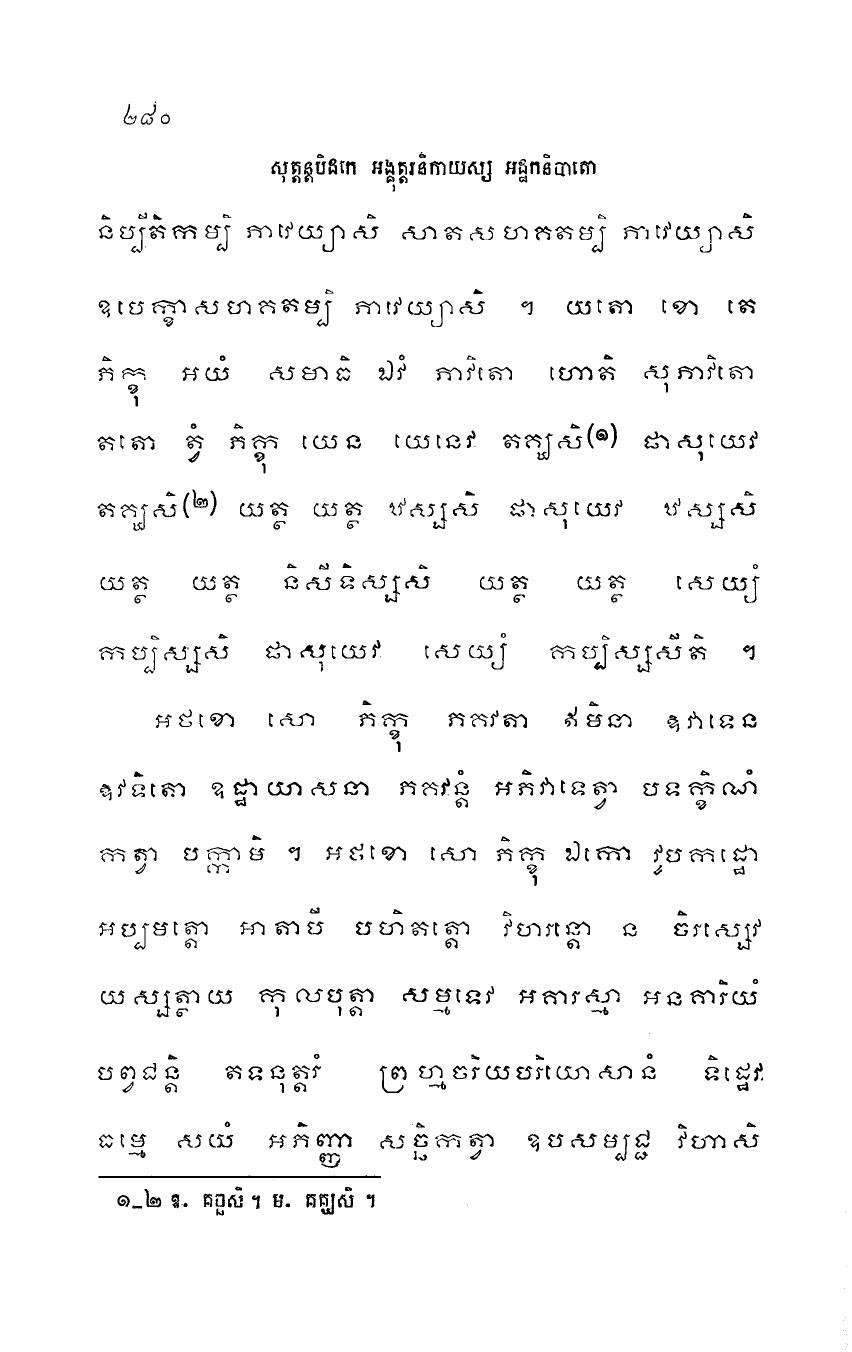 ២៨០
សុត្តន្តបិដកេ អង្គុត្តរនិកាយស្ស អដ្ឋកនិបាតោ
និប្បីតិកម្បិ ភាវេយ្យាសិ សាតសហគតម្បិ ភាវេយ្យាសិ
ឧបេក្ខាសហគតម្បិ ភាវេយ្យាសិ ។ យតោ ខោ តេ
ភិក្ខុ អយំ សមាធិ ឯវំ ភាវិតោ ហោតិ សុភាវិតោ
តតោ ត្វំ ភិក្ខុ យេន យេនេវ តក្ឃសិ(១) ផាសុយេវ
តក្ឃសិ(២) យត្ថ យត្ថ ឋស្សសិ ផាសុយេវ ឋស្សសិ
យត្ថ យត្ថ និសីទិស្សសិ យត្ថ យត្ថ សេយ្យំ
កប្បិស្សសិ ផាសុយេវ សេយ្យំ កប្បិស្សសីតិ ។
អថខោ សោ ភិក្ខុ ភគវតា ឥមិនា ឱវាទេន
ឱវទិតោ ឧដ្ឋាយាសនា ភគវន្តំ អភិវាទេត្វា បទក្ខិណំ
កត្វា បក្កាមិ ។ អថខោ សោ ភិក្ខុ ឯកោ វូបកដ្ឋោ
អប្បមត្តោ អាតាបី បហិតត្តោ វិហរន្តោ ន ចិរស្សេវ
យស្សត្ថាយ កុលបុត្តា សម្មទេវ អគារស្មា អនគារិយំ
បព្វជន្តិ តទនុត្តរំ ព្រហ្មចរិយបរិយោសានំ ទិដ្ឋេវ
ធម្មេ សយំ អភិញ្ញា សច្ឆិកត្វា ឧបសម្បជ្ជ វិហាសិ
១_២ ឱ. គច្ឆសិ ។ ម. គគ្ឃសិ ។